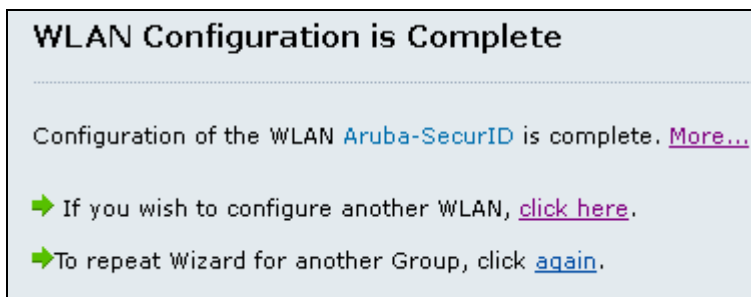 WLAN Configuration is Complete
Configuration of the WLAN Aruba-SecurID is complete. More...
If you wish to configure another WLAN, click here.
To repeat Wizard for another Group, click again.